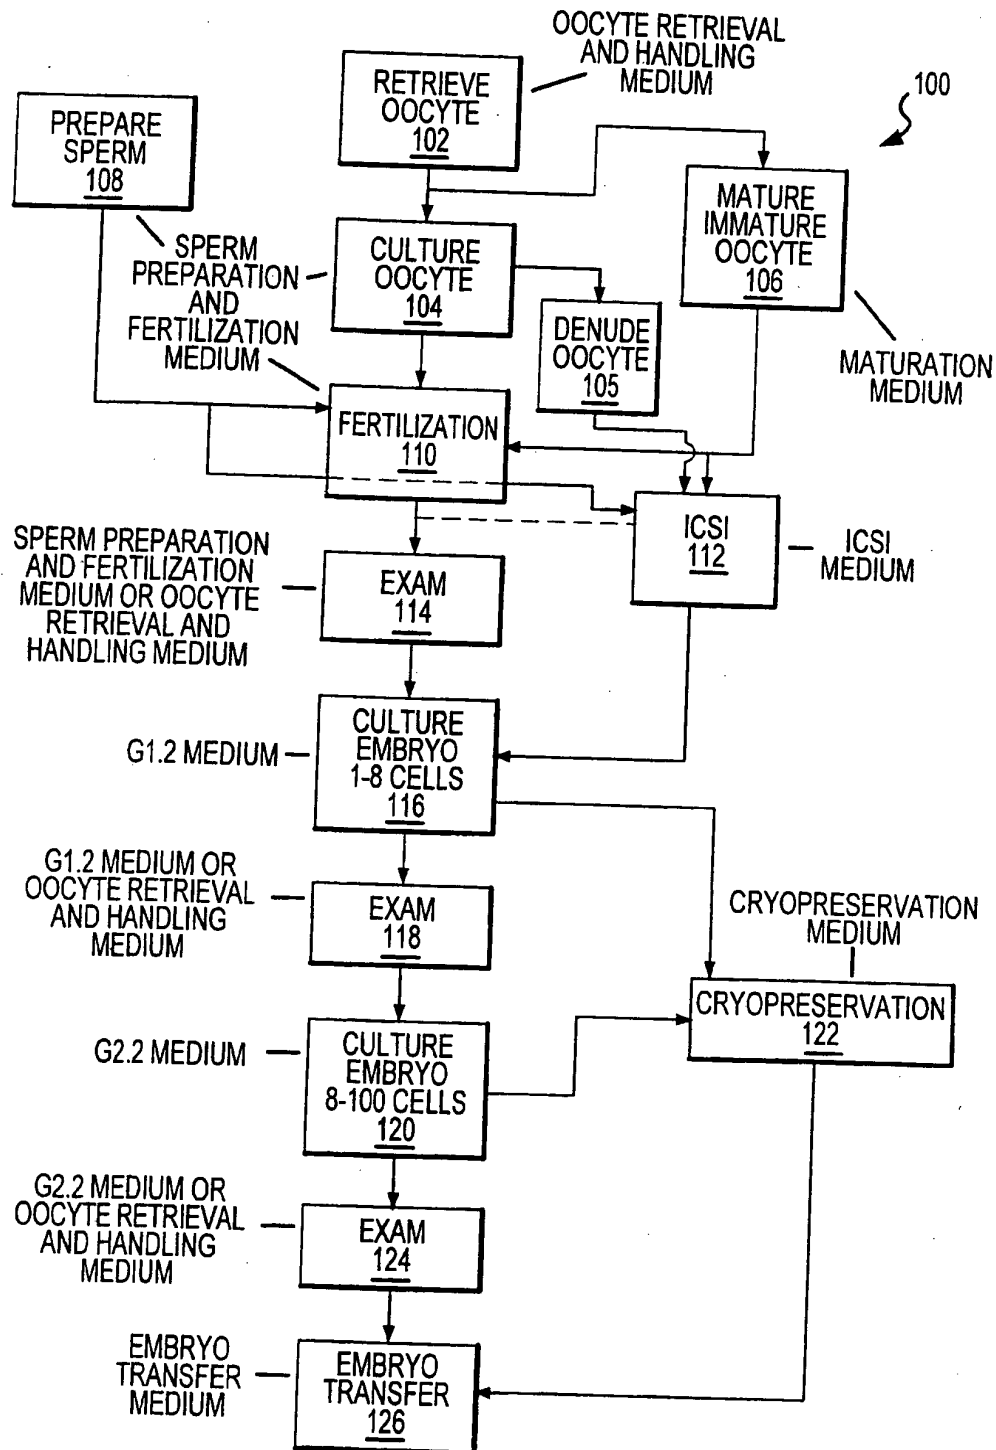 OOCYTE RETRIEVAL
AND HANDLING
MEDIUM
RETRIEVE
OOCYTE
102
100
PREPARE
SPERM
108
MATURE
IMMATURE
OOCYTE
106
SPERM
PREPARATION
AND
FERTILIZATION
MEDIUM
CULTURE
OOCYTE
104
DENUDE
OOCYTE
105
MATURATION
MEDIUM
FERTILIZATION
110
ICSI
112
ICSI
MEDIUM
SPERM PREPARATION
AND FERTILIZATION
MEDIUM OR OOCYTE
RETRIEVAL AND
HANDLING MEDIUM
EXAM
114
G1.2 MEDIUM
CULTURE
EMBRYO
1-8 CELLS
116
G1.2 MEDIUM OR
OOCYTE RETRIEVAL
AND HANDLING
MEDIUM
EXAM
118
CRYOPRESERVATION
MEDIUM
CRYOPRESERVATION
122
G2.2 MEDIUM
CULTURE
EMBRYO
8-100 CELLS
120
G2.2 MEDIUM OR
OOCYTE RETRIEVAL
AND HANDLING
MEDIUM
EXAM
124
EMBRYO
TRANSFER
MEDIUM
EMBRYO
TRANSFER
126